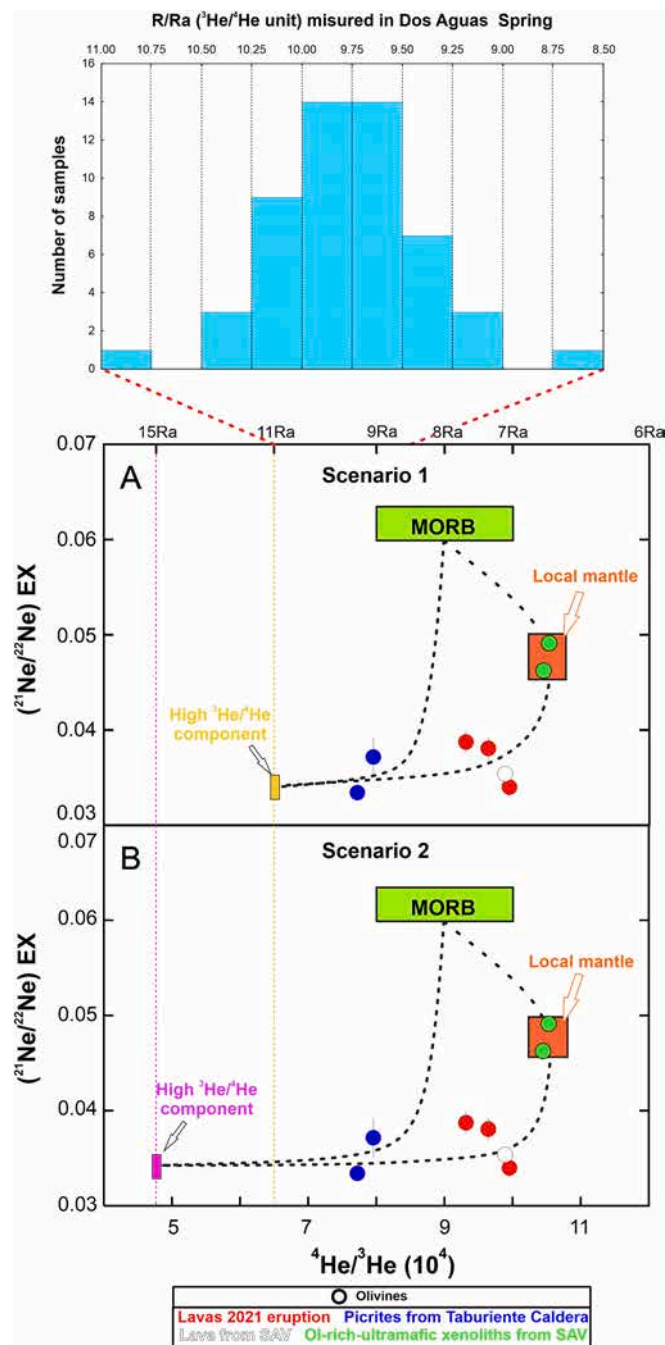 R/Ra (³He/⁴He unit) misured in Dos Aguas Spring
11.00 10.75 10.50 10.25 10.00 9.75 9.50 9.25 9.00 8.75 8.50
Number of samples
16
14
12
10
8
6
4
2
0
15Ra 11Ra 9Ra 8Ra 7Ra 6Ra
0.07
A
Scenario 1
MORB
0.06
Local mantle
(²¹Ne/²²Ne) EX
0.05
High ³He/⁴He
component
0.04
0.03
0.07
B
Scenario 2
MORB
0.06
Local mantle
(²¹Ne/²²Ne) EX
0.05
High ³He/⁴He
component
0.04
0.03
5 7 9 11
⁴He/³He (10⁴)
Olivines
Lavas 2021 eruption Picrites from Taburiente Caldera
Lava from SAV Ol-rich-ultramafic xenoliths from SAV